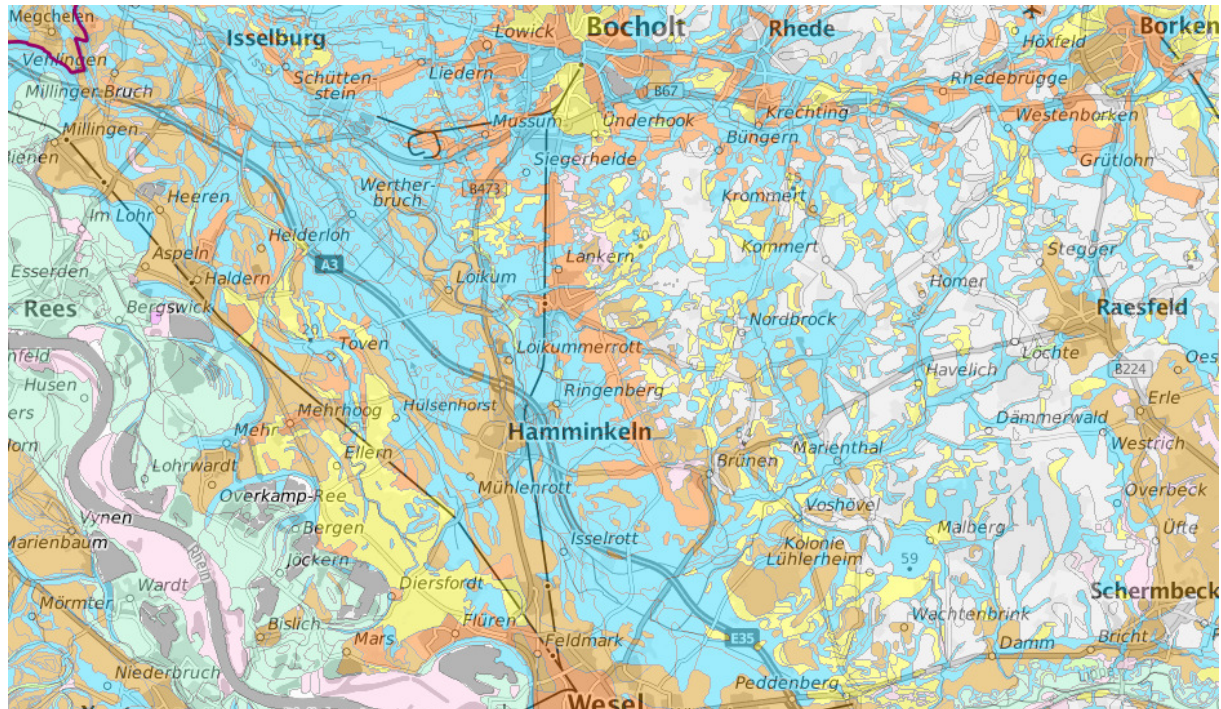 Megchelen
Isselburg
Lowick
Bocholt
Rhede
Höxfeld
Borken
Vehlingen
Schütten-
stein
Liedern
B67
Rhedebrügge
Millinger Bruch
Mussum
Underhook
Krechting
Westenborken
Millingen
Büngern
Bienen
Siegerheide
Grütlohn
Heeren
Werther-
bruch
B473
Krommert
Im Lohr
Helderloh
Lankern
Kommert
Stegger
Aspeln
Esserden
A3
Haldern
Loikum
Homer
Rees
Bergswick
Raesfeld
20
Nordbrock
Töven
Loikummerrott
Löchte
B224
Husen
Ringenberg
Havelich
Erle
Mehrhoog
Hülsenhorst
Dämmerwald
Mehr
Hamminkeln
Marienthal
Westrich
Ellern
Brünen
Lohrwardt
Mühlenrott
Overbeck
Overkamp-Ree
Voshövel
Vynen
Bergen
Malberg
Üfte
Marienbaum
Isselrott
Kolonie
Lühlerheim
Rhein
Jöckern
59
Wardt
Diersfordt
Schermbeck
Mörmter
Wachtenbrink
Bislich
Flüren
Mars
Feldmark
E35
Damm
Bricht
Niederbruch
Peddenberg
Lippe
Wesel